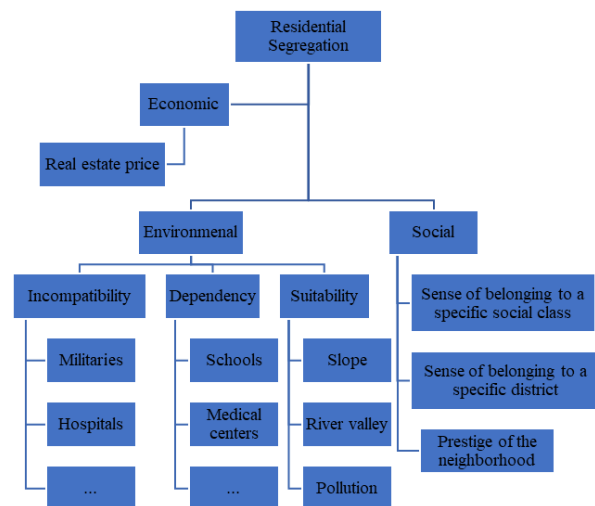 Residential
Segregation
Economic
Real estate price
Environmenal
Social
Incompatibility
Dependency
Suitability
Sense of belonging to a
specific social class
Militaries
Schools
Slope
Sense of belonging to a
specific district
Hospitals
Medical
centers
River valley
Prestige of the
neighborhood
...
...
Pollution